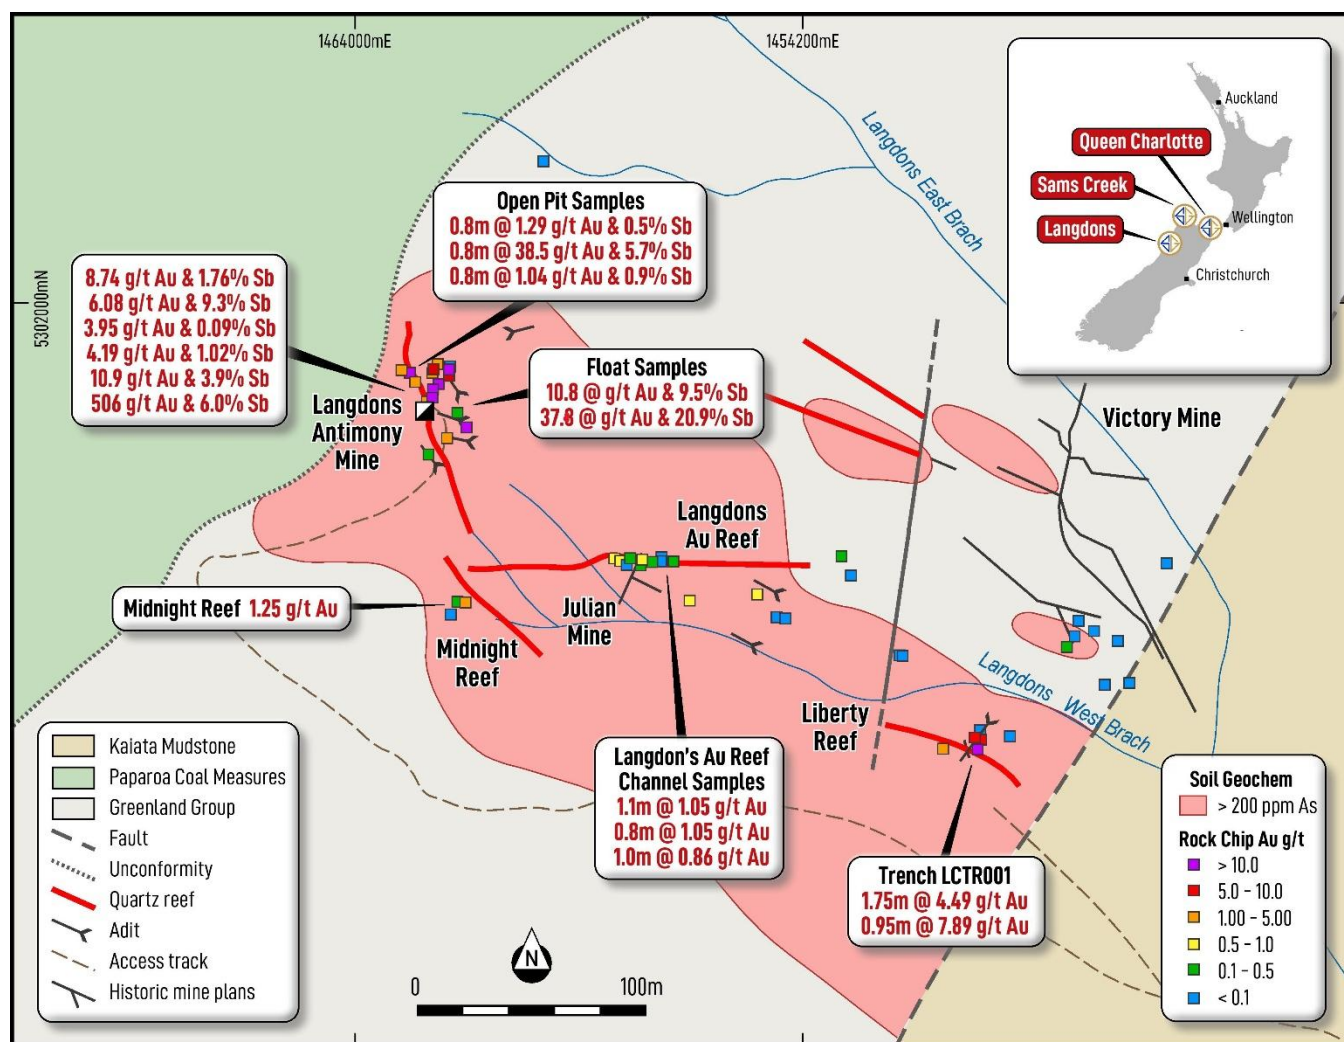 1464000mE
1454200mE
5302000mN
Langdons East Brach
Auckland
Queen Charlotte
Sams Creek
Wellington
Langdons
Christchurch
Open Pit Samples
0.8m @ 1.29 g/t Au & 0.5% Sb
0.8m @ 38.5 g/t Au & 5.7% Sb
0.8m @ 1.04 g/t Au & 0.9% Sb
8.74 g/t Au & 1.76% Sb
6.08 g/t Au & 9.3% Sb
3.95 g/t Au & 0.09% Sb
4.19 g/t Au & 1.02% Sb
10.9 g/t Au & 3.9% Sb
506 g/t Au & 6.0% Sb
Float Samples
10.8 @ g/t Au & 9.5% Sb
37.8 @ g/t Au & 20.9% Sb
Langdons
Antimony
Mine
Victory Mine
Langdons
Au Reef
Midnight Reef 1.25 g/t Au
Julian
Mine
Midnight
Reef
Langdons West Brach
Liberty
Reef
Langdon's Au Reef
Channel Samples
1.1m @ 1.05 g/t Au
0.8m @ 1.05 g/t Au
1.0m @ 0.86 g/t Au
Trench LCTR001
1.75m @ 4.49 g/t Au
0.95m @ 7.89 g/t Au
Kaiata Mudstone
Paparoa Coal Measures
Greenland Group
Fault
Unconformity
Quartz reef
Adit
Access track
Historic mine plans
N
0
100m
Soil Geochem
> 200 ppm As
Rock Chip Au g/t
> 10.0
5.0 - 10.0
1.00 - 5.00
0.5 - 1.0
0.1 - 0.5
< 0.1